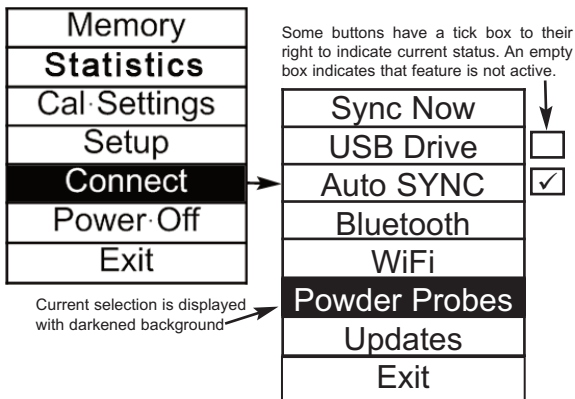 Memory
Statistics
Cal·Settings
Setup
Connect
Power·Off
Exit
Some buttons have a tick box to their
right to indicate current status. An empty
box indicates that feature is not active.
Sync Now
USB Drive
Auto SYNC ✓
Bluetooth
WiFi
Powder Probes
Updates
Exit
Current selection is displayed
with darkened background